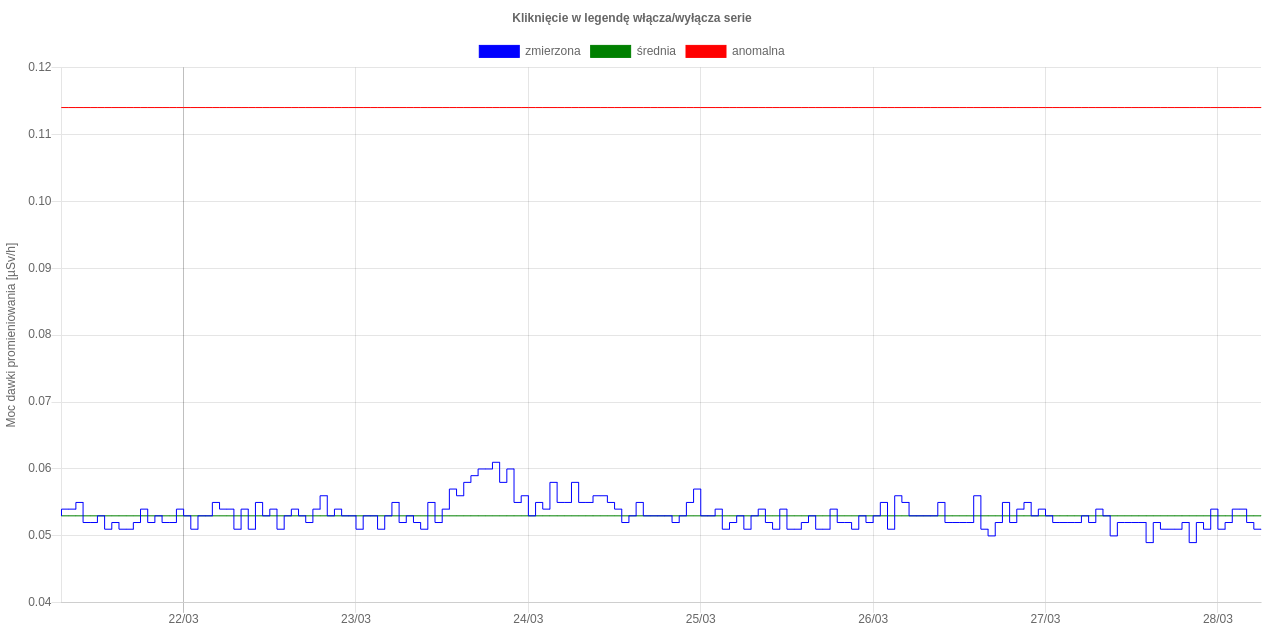 Kliknięcie w legendę włącza/wyłącza serie
zmierzona średnia anomalna
0.12
0.11
0.10
0.09
0.08
0.07
0.06
0.05
0.04
Moc dawki promieniowania [µSv/h]
22/03 23/03 24/03 25/03 26/03 27/03 28/03